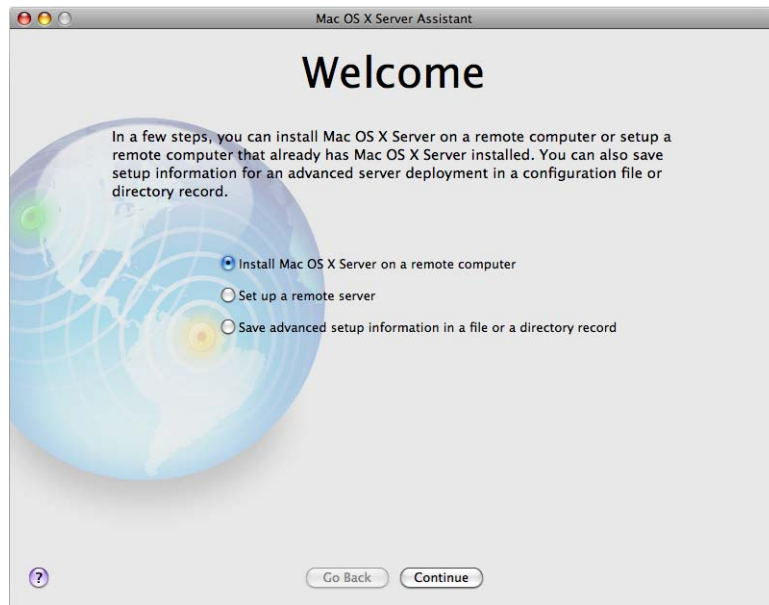 Mac OS X Server Assistant
Welcome
In a few steps, you can install Mac OS X Server on a remote computer or setup a
remote computer that already has Mac OS X Server installed. You can also save
setup information for an advanced server deployment in a configuration file or
directory record.
Install Mac OS X Server on a remote computer
Set up a remote server
Save advanced setup information in a file or a directory record
?
Go Back Continue